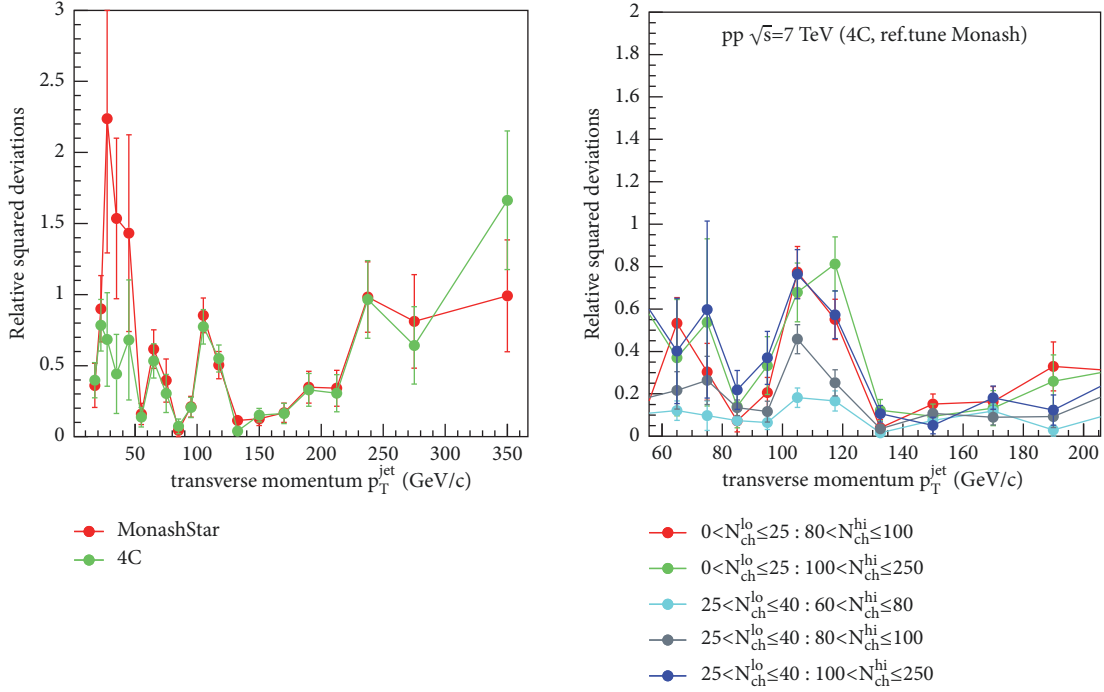 Relative squared deviations
3
2.5
2
1.5
1
0.5
0
50 100 150 200 250 300 350
transverse momentum p_T^jet (GeV/c)
MonashStar
4C
Relative squared deviations
pp √s=7 TeV (4C, ref.tune Monash)
2
1.8
1.6
1.4
1.2
1
0.8
0.6
0.4
0.2
0
60 80 100 120 140 160 180 200
transverse momentum p_T^jet (GeV/c)
0<N_ch^lo≤25 : 80<N_ch^hi≤100
0<N_ch^lo≤25 : 100<N_ch^hi≤250
25<N_ch^lo≤40 : 60<N_ch^hi≤80
25<N_ch^lo≤40 : 80<N_ch^hi≤100
25<N_ch^lo≤40 : 100<N_ch^hi≤250